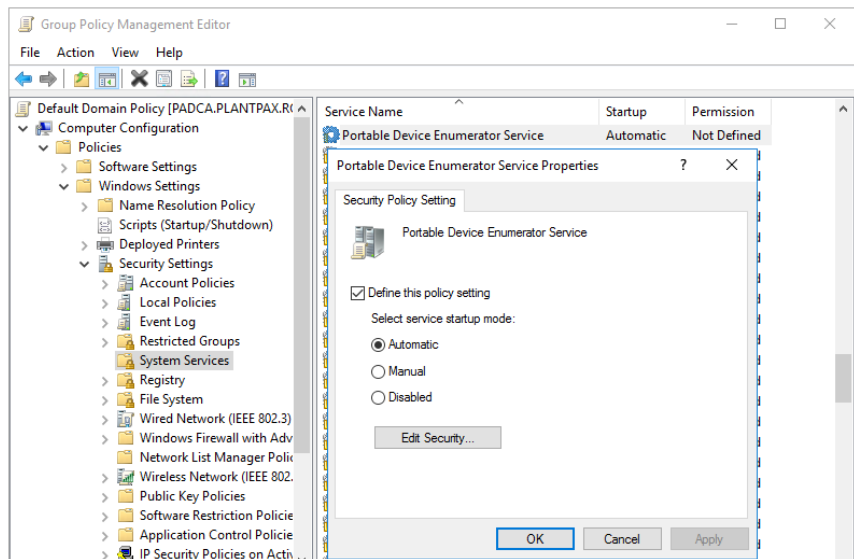 Group Policy Management Editor
File Action View Help
Default Domain Policy [PADCA.PLANTPAX.R
Computer Configuration
Policies
Software Settings
Windows Settings
Name Resolution Policy
Scripts (Startup/Shutdown)
Deployed Printers
Security Settings
Account Policies
Local Policies
Event Log
Restricted Groups
System Services
Registry
File System
Wired Network (IEEE 802.3)
Windows Firewall with Adv
Network List Manager Polic
Wireless Network (IEEE 802.
Public Key Policies
Software Restriction Policie
Application Control Policie
IP Security Policies on Activ
Service Name Startup Permission
Portable Device Enumerator Service Automatic Not Defined
Portable Device Enumerator Service Properties ?
Security Policy Setting
Portable Device Enumerator Service
Define this policy setting
Select service startup mode:
Automatic
Manual
Disabled
Edit Security...
OK Cancel Apply